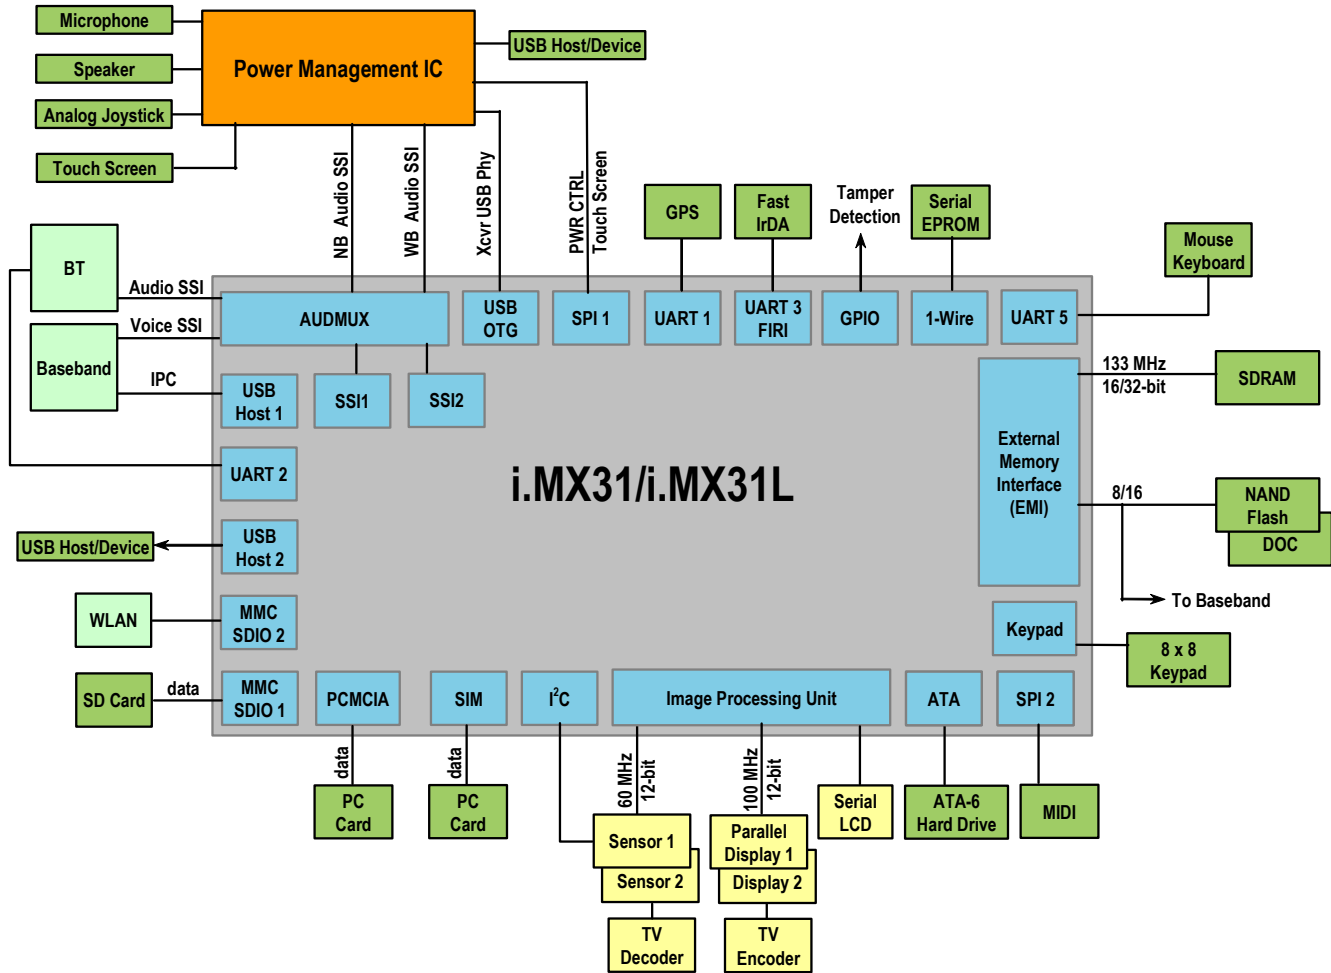 Microphone
Speaker
Analog Joystick
Touch Screen
Power Management IC
USB Host/Device
NB Audio SSI
WB Audio SSI
Xcvr USB Phy
PWR CTRL
Touch Screen
GPS
Fast
IrDA
Tamper
Detection
Serial
EPROM
Mouse
Keyboard
BT
Audio SSI
Voice SSI
Baseband
IPC
AUDMUX
USB
OTG
SPI 1
UART 1
UART 3
FIRI
GPIO
1-Wire
UART 5
USB
Host 1
SSI1
SSI2
133 MHz
16/32-bit
SDRAM
External
Memory
Interface
(EMI)
UART 2
i.MX31/i.MX31L
8/16
NAND
Flash
DOC
USB Host/Device
USB
Host 2
To Baseband
WLAN
MMC
SDIO 2
Keypad
8 x 8
Keypad
SD Card
data
MMC
SDIO 1
PCMCIA
SIM
I2C
Image Processing Unit
ATA
SPI 2
data
data
60 MHz
12-bit
100 MHz
12-bit
PC
Card
PC
Card
Sensor 1
Sensor 2
TV
Decoder
Parallel
Display 1
Display 2
TV
Encoder
Serial
LCD
ATA-6
Hard Drive
MIDI